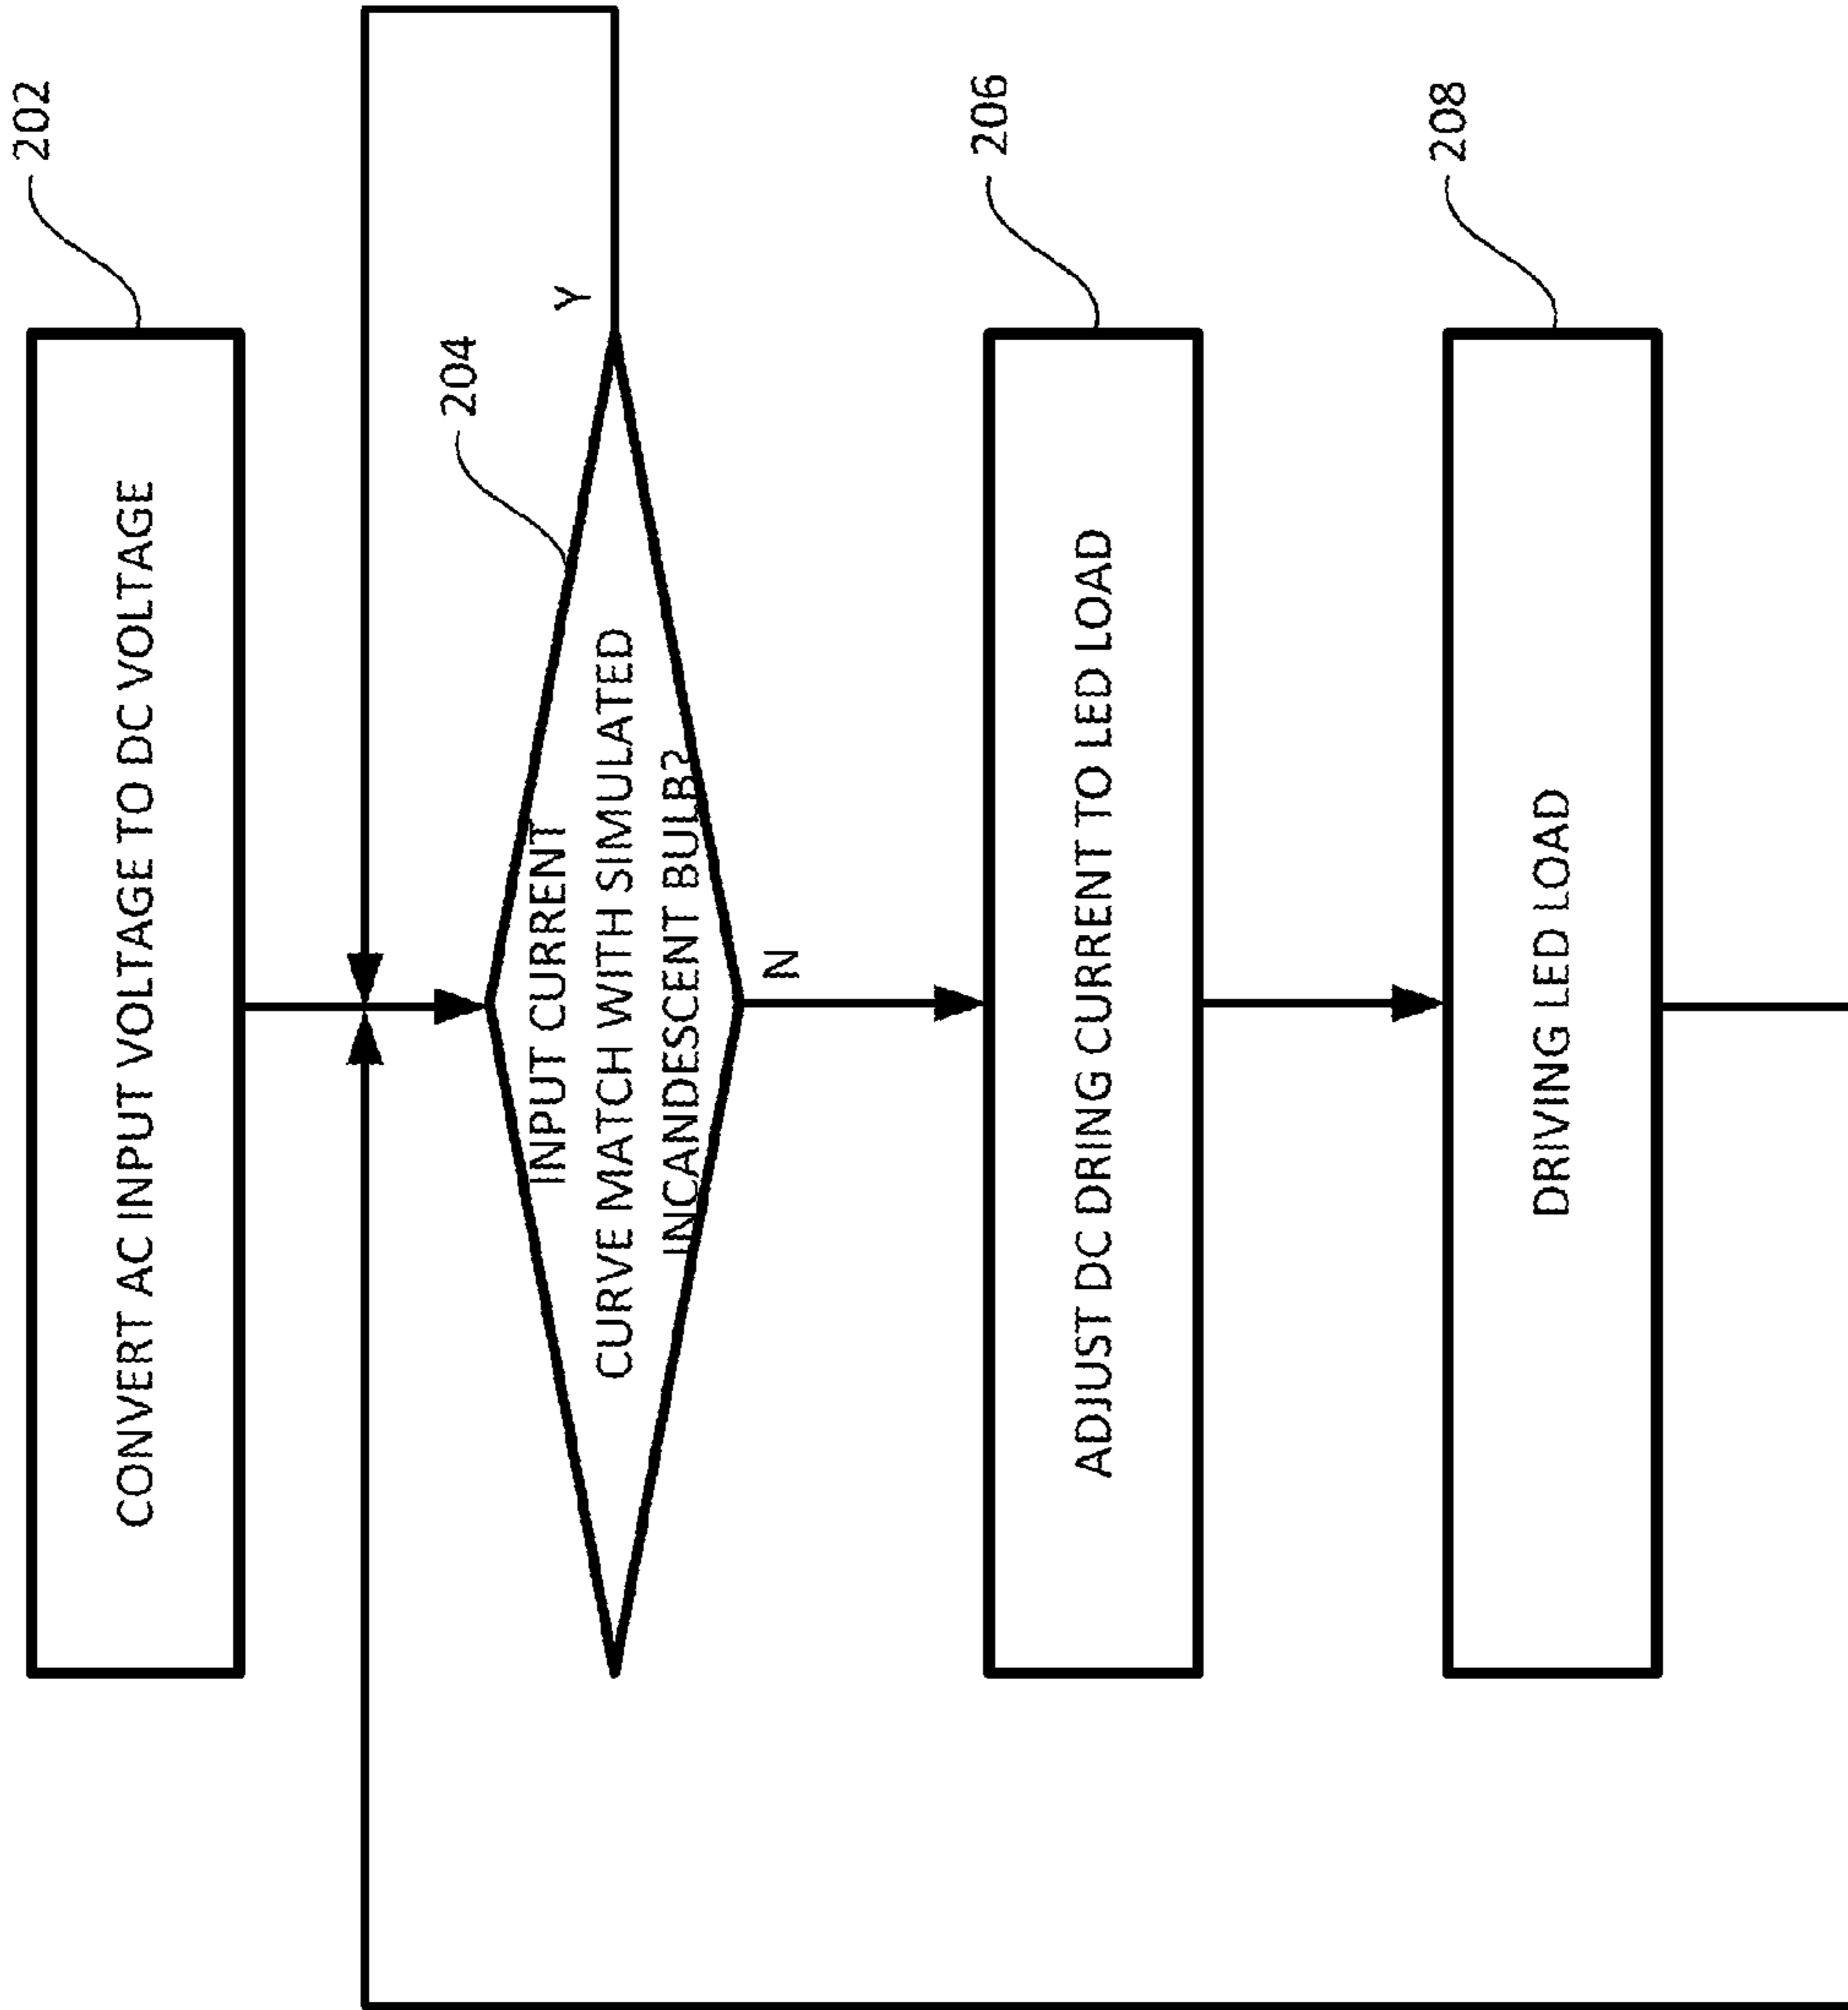 202
CONVERT AC INPUT VOLTAGE TO DC VOLTAGE
204
Y
INPUT CURRENT
CURVE MATCH WITH SIMULATED
INCANDESCENT BULB?
N
206
ADJUST DC DRING CURRENT TO LED LOAD
208
DRIVING LED LOAD